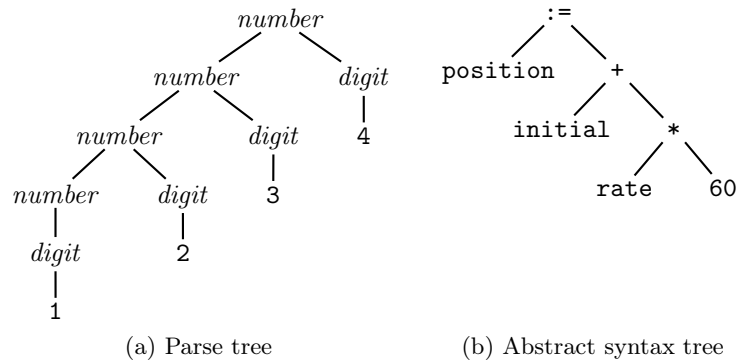 number
:=
number
digit
position
+
number
digit
4
initial
*
number
digit
3
rate
60
digit
2
1
(a) Parse tree
(b) Abstract syntax tree